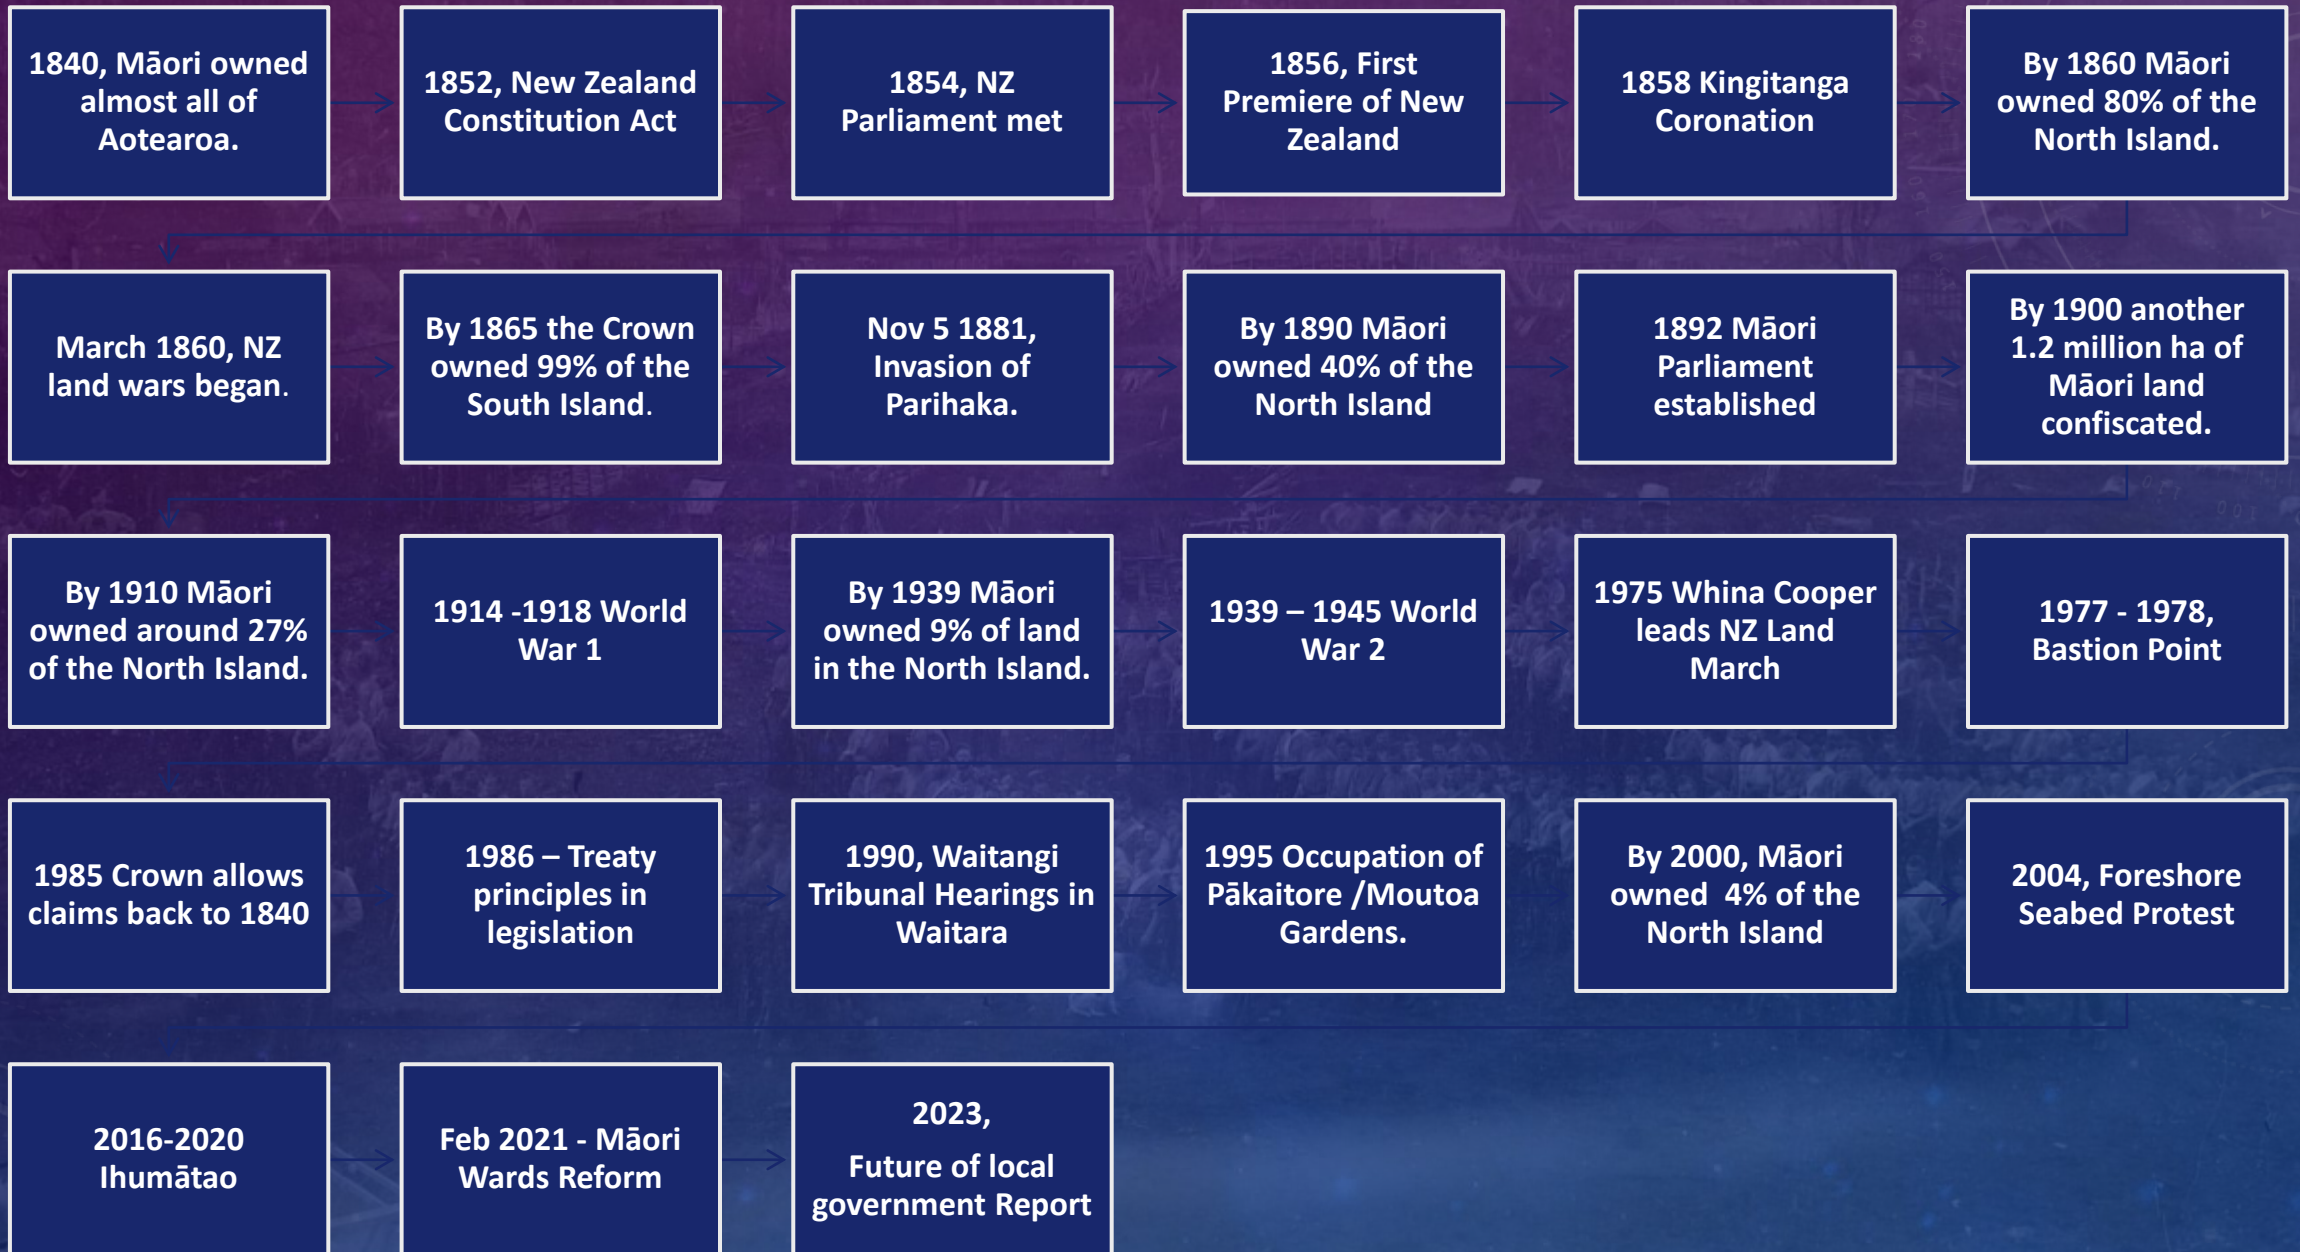 1840, Māori owned
almost all of
Aotearoa.
1852, New Zealand
Constitution Act
1854, NZ
Parliament met
1856, First
Premiere of New
Zealand
1858 Kingitanga
Coronation
By 1860 Māori
owned 80% of the
North Island.
March 1860, NZ
land wars began.
By 1865 the Crown
owned 99% of the
South Island.
Nov 5 1881,
Invasion of
Parihaka.
By 1890 Māori
owned 40% of the
North Island
1892 Māori
Parliament
established
By 1900 another
1.2 million ha of
Māori land
confiscated.
By 1910 Māori
owned around 27%
of the North Island.
1914 -1918 World
War 1
By 1939 Māori
owned 9% of land
in the North Island.
1939 – 1945 World
War 2
1975 Whina Cooper
leads NZ Land
March
1977 - 1978,
Bastion Point
1985 Crown allows
claims back to 1840
1986 – Treaty
principles in
legislation
1990, Waitangi
Tribunal Hearings in
Waitara
1995 Occupation of
Pākaitore /Moutoa
Gardens.
By 2000, Māori
owned 4% of the
North Island
2004, Foreshore
Seabed Protest
2016-2020
Ihumātao
Feb 2021 - Māori
Wards Reform
2023,
Future of local
government Report